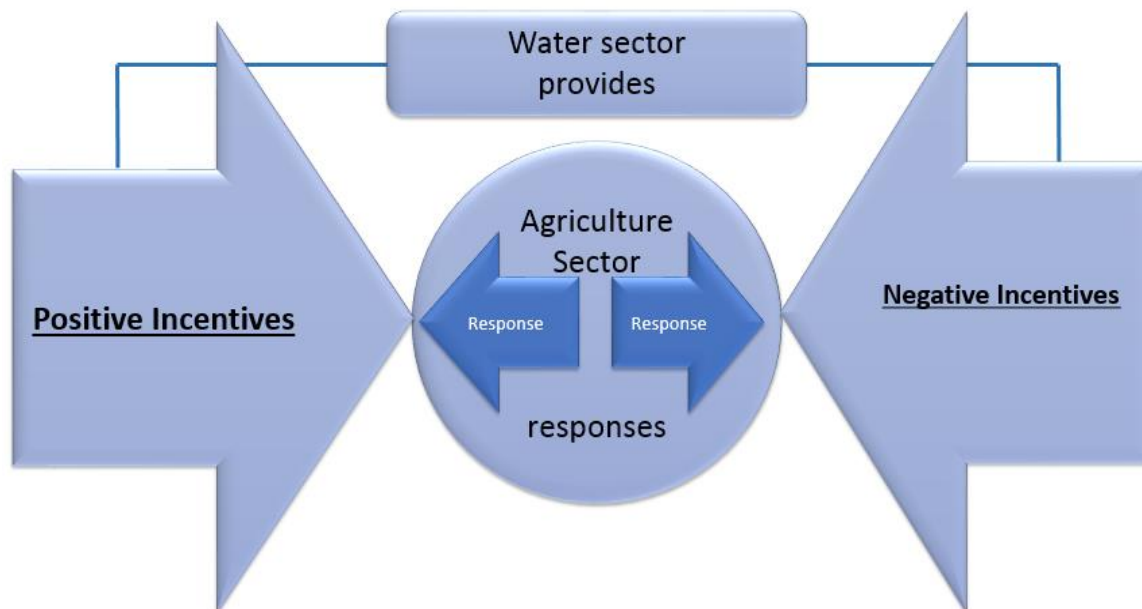 Water sector
provides
Agriculture
Sector
Positive Incentives
Response
Response
Negative Incentives
responses